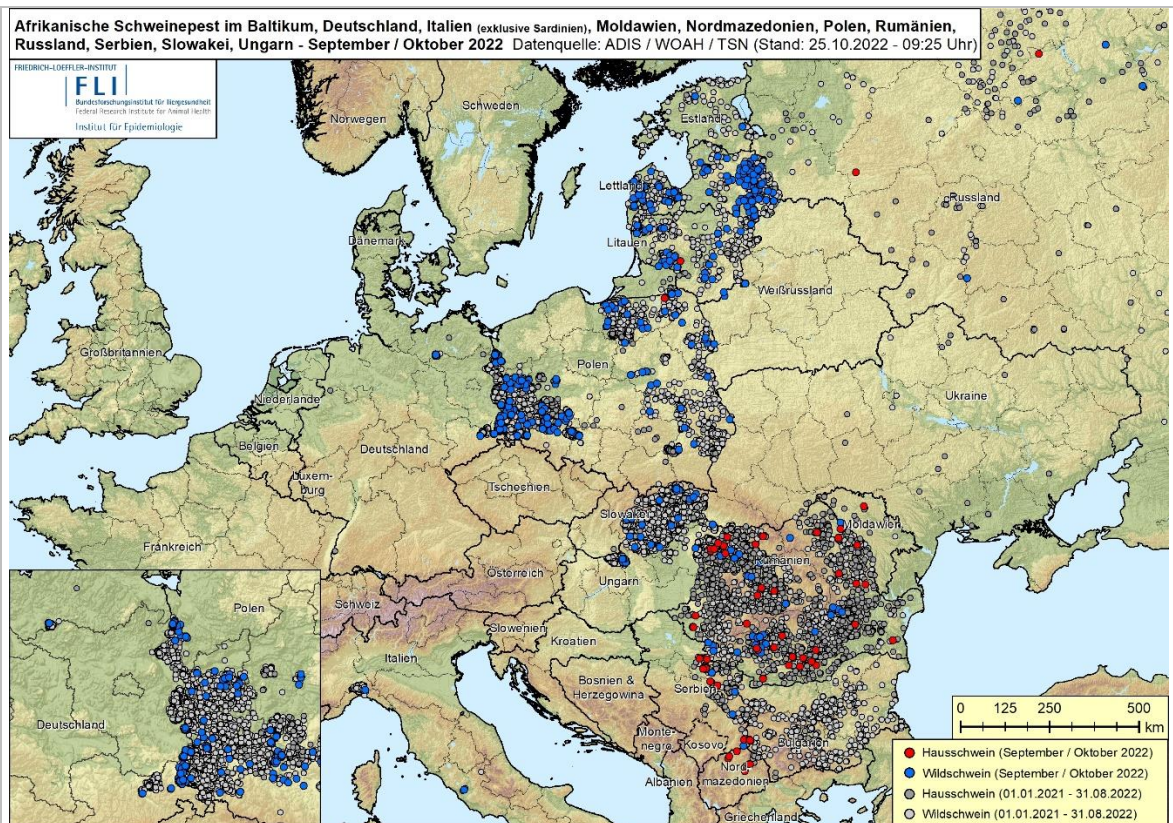 Afrikanische Schweinepest im Baltikum, Deutschland, Italien (exklusive Sardinien), Moldawien, Nordmazedonien, Polen, Rumänien,
Russland, Serbien, Slowakei, Ungarn - September / Oktober 2022 Datenquelle: ADIS / WOAH / TSN (Stand: 25.10.2022 - 09:25 Uhr)
FRIEDRICH-LOEFFLER-INSTITUT
FLI
Bundesforschungsinstitut für Tiergesundheit
Federal Research Institute for Animal Health
Institut für Epidemiologie
Norwegen
Schweden
Estland
Lettland
Russland
Dänemark
Litauen
Weißrussland
Großbritannien
Polen
Niederlande
Ukraine
Belgien
Deutschland
Luxem-
burg
Tschechien
Slowakei
Moldawien
Frankreich
Rumänien
Ungarn
Österreich
Schweiz
Slowenien
Kroatien
Italien
Bosnien &
Herzegowina
Serbien
Monte-
negro
Kosovo
Bulgarien
Nord-
mazedonien
Albanien
Griechenland
Polen
Deutschland
0 125 250 500
km
Hausschwein (September / Oktober 2022)
Wildschwein (September / Oktober 2022)
Hausschwein (01.01.2021 - 31.08.2022)
Wildschwein (01.01.2021 - 31.08.2022)